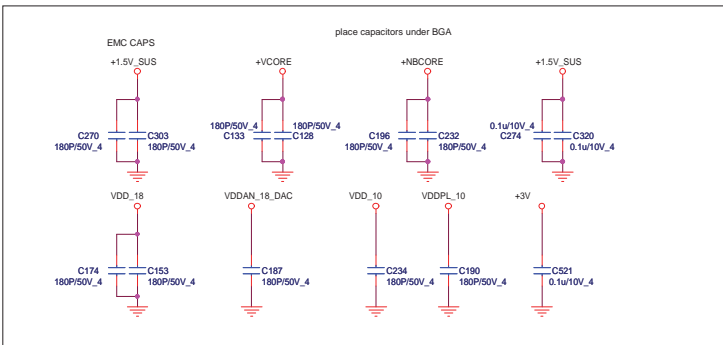 place capacitors under BGA
EMC CAPS
+1.5V_SUS
+VCORE
+NBCORE
+1.5V_SUS
C270
180P/50V_4
C303
180P/50V_4
180P/50V_4
C133
180P/50V_4
C128
C196
180P/50V_4
C232
180P/50V_4
0.1u/10V_4
C274
C320
0.1u/10V_4
VDD_18
VDDAN_18_DAC
VDD_10
VDDPL_10
+3V
C174
180P/50V_4
C153
180P/50V_4
C187
180P/50V_4
C234
180P/50V_4
C190
180P/50V_4
C521
0.1u/10V_4